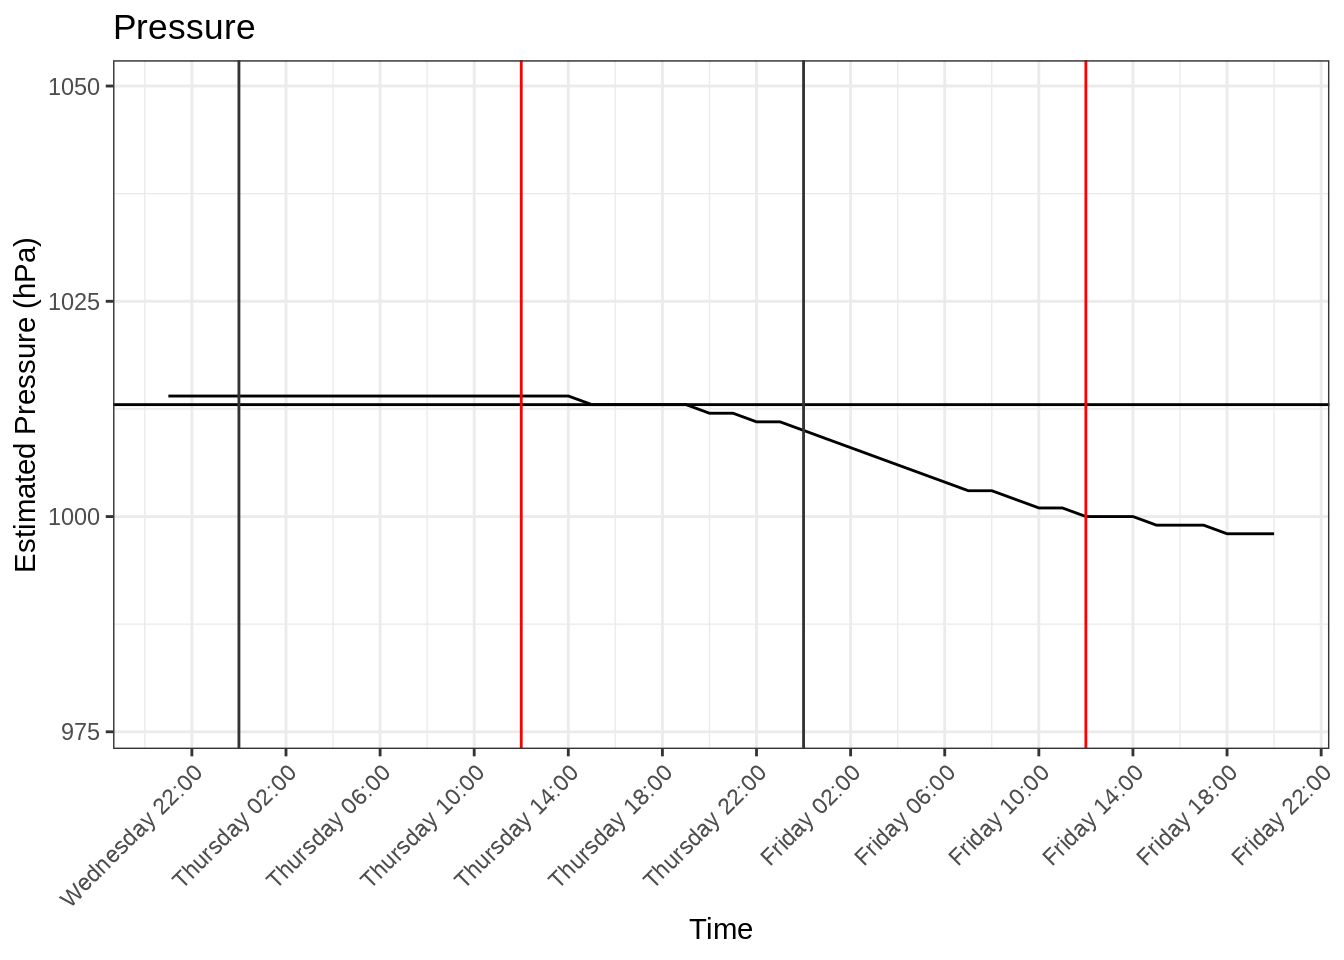 Pressure
Estimated Pressure (hPa)
1050
1025
1000
975
Wednesday 22:00
Thursday 02:00
Thursday 06:00
Thursday 10:00
Thursday 14:00
Thursday 18:00
Thursday 22:00
Friday 02:00
Friday 06:00
Friday 10:00
Friday 14:00
Friday 18:00
Friday 22:00
Time